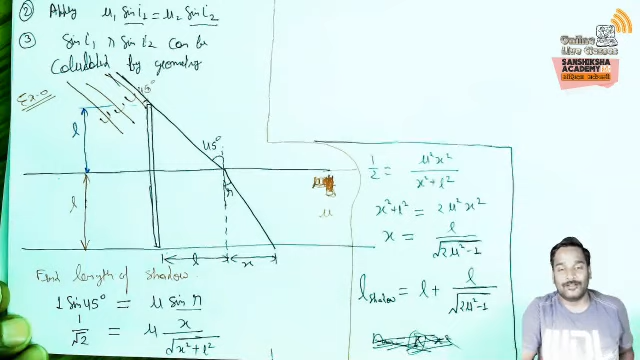 ② Apply μ₁ sin i₁ = μ₂ sin i₂
③ sin i₁ & sin i₂ can be
Calculated by geometry
Ex-①
45°
l
45°
r
l
μ
l
x
Find length of shadow
1 sin 45° = μ sin r
1/√2 = μ x/√(x²+l²)
1/2 = μ²x²/(x²+l²)
x²+l² = 2μ²x²
x = l/√(2μ²-1)
l shadow = l + l/√(2μ²-1)
Online
Live Classes
SANSHIKSHA
ACADEMY